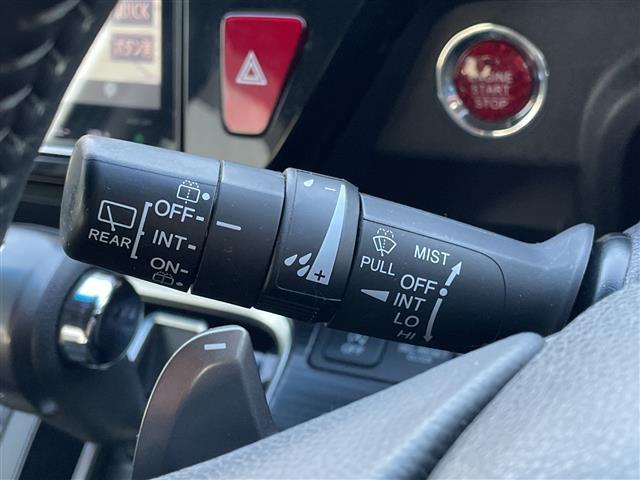 ENGINE
START
STOP
REAR
OFF
INT
ON
−
+
PULL
MIST
OFF
INT
LO
HI
−